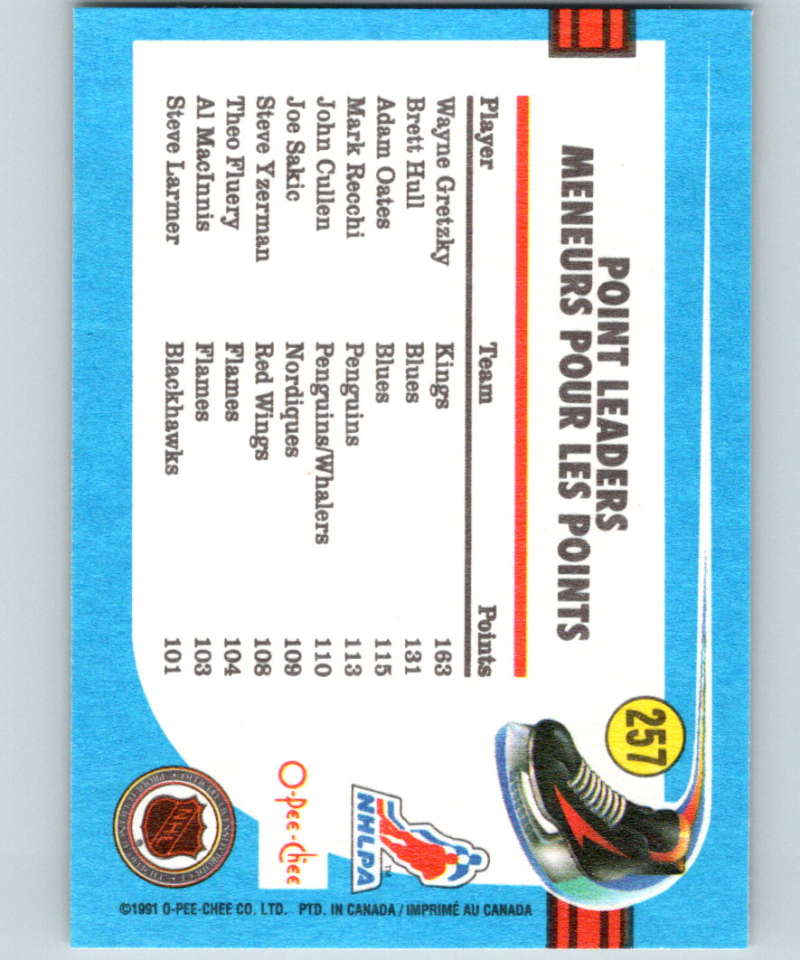 257
POINT LEADERS
MENEURS POUR LES POINTS
Player Team Points
Wayne Gretzky Kings 163
Brett Hull Blues 131
Adam Oates Blues 115
Mark Recchi Penguins 113
John Cullen Penguins/Whalers 110
Joe Sakic Nordiques 109
Steve Yzerman Red Wings 108
Theo Fluery Flames 104
Al MacInnis Flames 103
Steve Larmer Blackhawks 101
NHLPA
TM
O-Pee-Chee
NHL
©1991 O-PEE-CHEE CO. LTD. PTD. IN CANADA / IMPRIMÉ AU CANADA